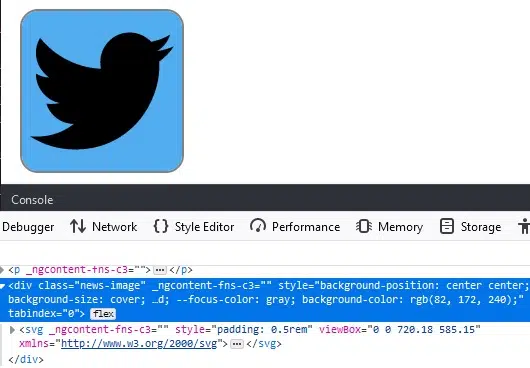 Console
Debugger Network Style Editor Performance Memory Storage
<p _ngcontent-fns-c3="">⋯</p>
<div class="news-image" _ngcontent-fns-c3="" style="background-position: center center;
background-size: cover; …d; --focus-color: gray; background-color: rgb(82, 172, 240);"
tabindex="0"> flex
<svg _ngcontent-fns-c3="" style="padding: 0.5rem" viewBox="0 0 720.18 585.15"
xmlns="http://www.w3.org/2000/svg">⋯</svg>
</div>